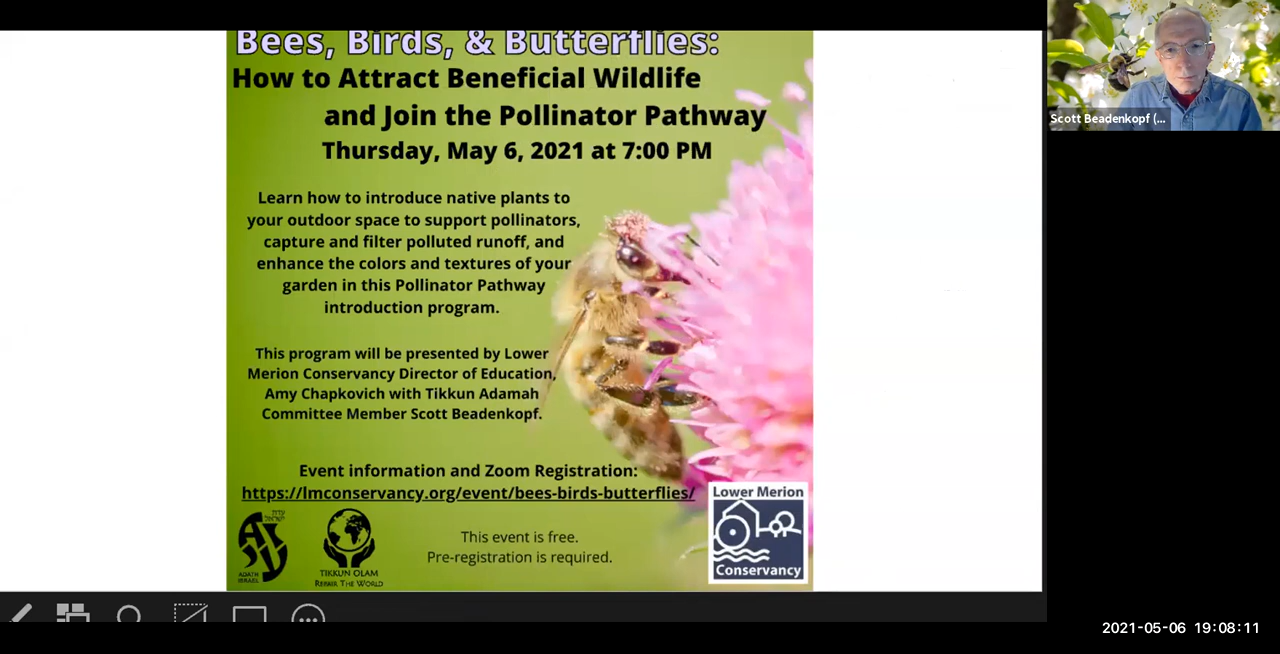 Bees, Birds, & Butterflies:
How to Attract Beneficial Wildlife
and Join the Pollinator Pathway
Thursday, May 6, 2021 at 7:00 PM
Learn how to introduce native plants to
your outdoor space to support pollinators,
capture and filter polluted runoff, and
enhance the colors and textures of your
garden in this Pollinator Pathway
introduction program.
This program will be presented by Lower
Merion Conservancy Director of Education,
Amy Chapkovich with Tikkun Adamah
Committee Member Scott Beadenkopf.
Event information and Zoom Registration:
https://lmconservancy.org/event/bees-birds-butterflies/
This event is free.
Pre-registration is required.
עדת
ישראל
ADATH
ISRAEL
TIKKUN OLAM
REPAIR THE WORLD
Lower Merion
Conservancy
Scott Beadenkopf (...
2021-05-06 19:08:11